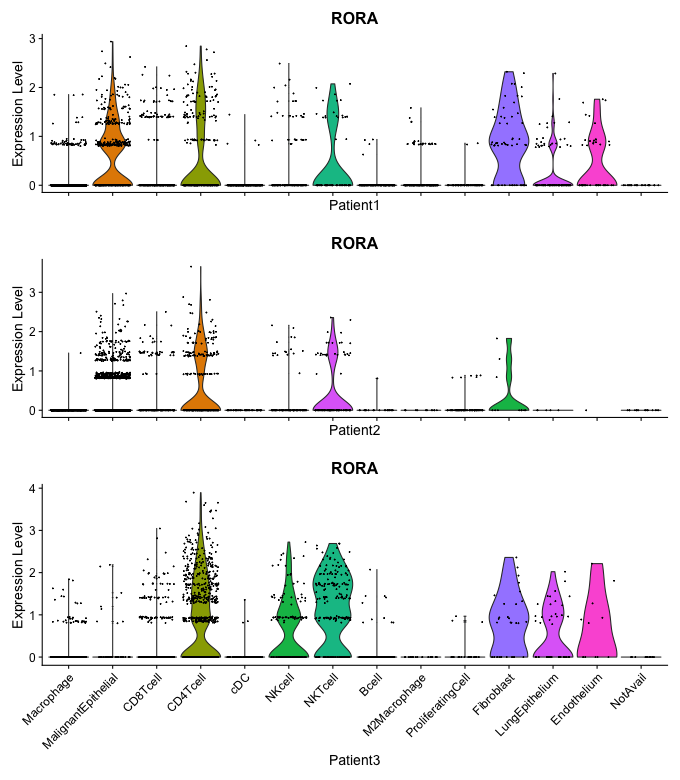 RORA
Expression Level
3
2
1
0
Patient1
RORA
Expression Level
3
2
1
0
Patient2
RORA
Expression Level
4
3
2
1
0
Macrophage
MalignantEpithelial
CD8Tcell
CD4Tcell
cDC
NKcell
NKTcell
Bcell
M2Macrophage
ProliferatingCell
Fibroblast
LungEpithelium
Endothelium
NotAvail
Patient3